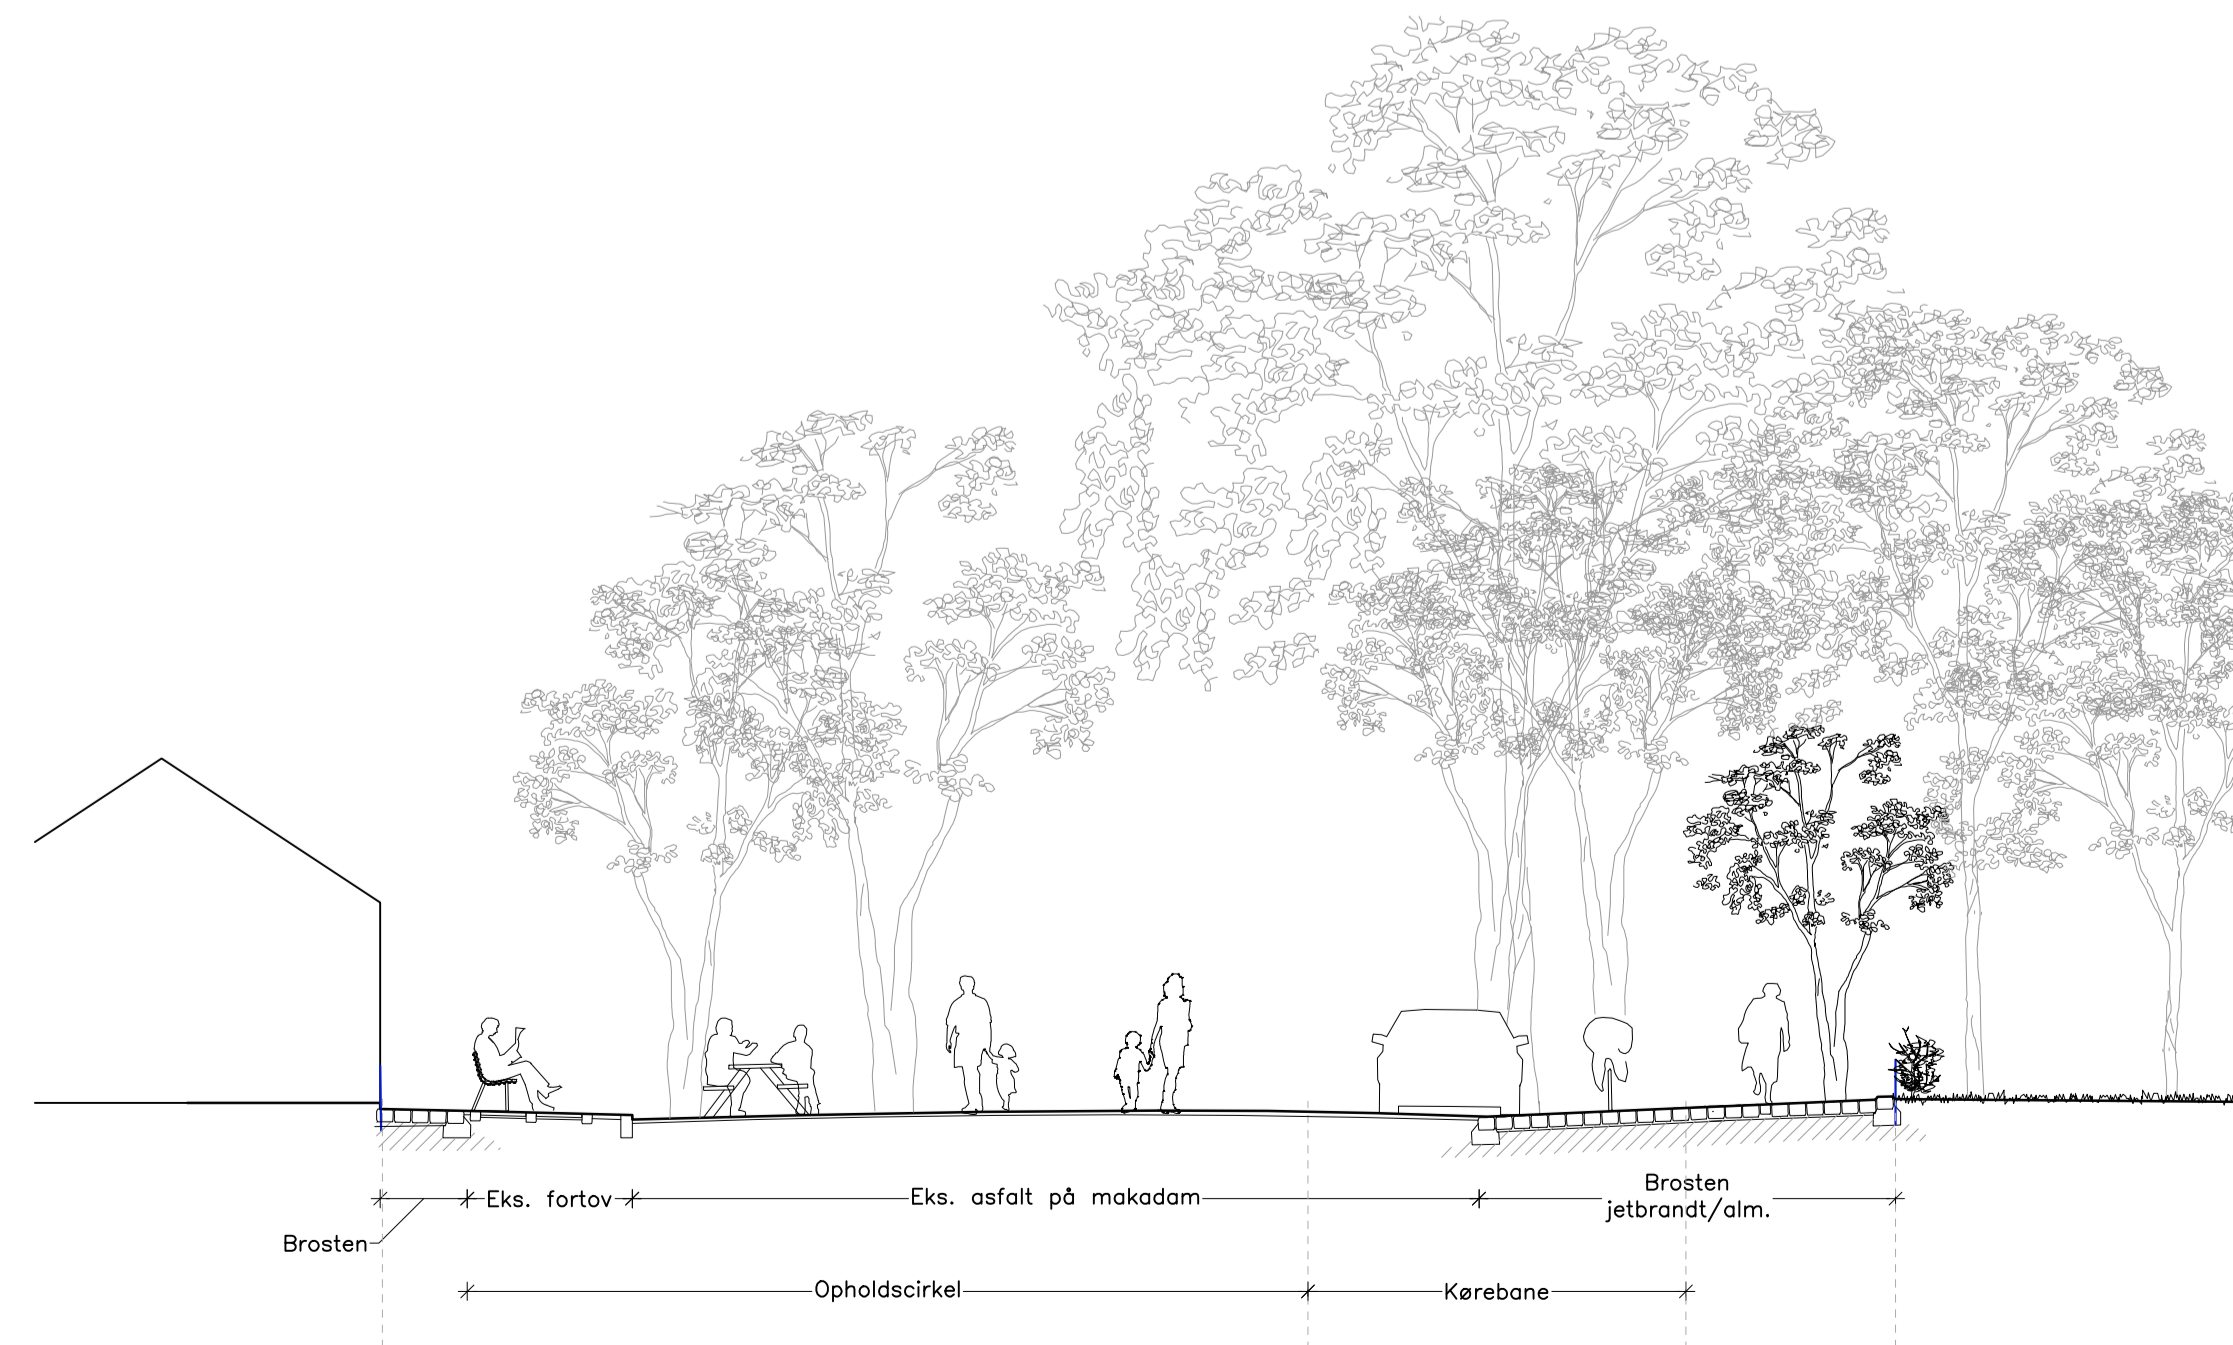 Eks. fortov
Eks. asfalt på makadam
Brosten
jetbrandt/alm.
Brosten
Opholdscirkel
Kørebane